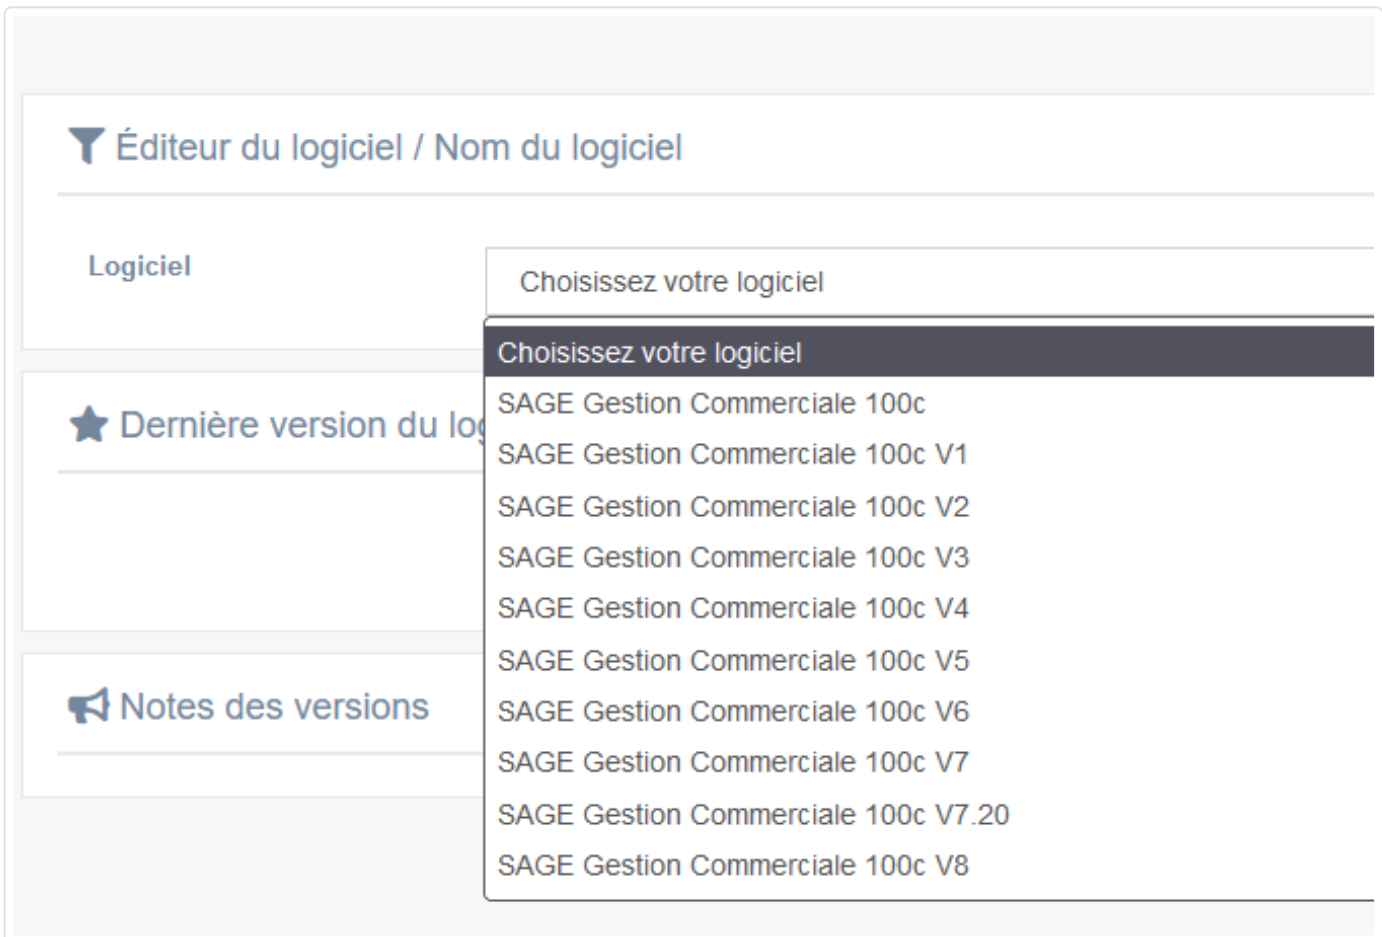 Éditeur du logiciel / Nom du logiciel
Logiciel
Choisissez votre logiciel
Choisissez votre logiciel
SAGE Gestion Commerciale 100c
SAGE Gestion Commerciale 100c V1
SAGE Gestion Commerciale 100c V2
SAGE Gestion Commerciale 100c V3
SAGE Gestion Commerciale 100c V4
SAGE Gestion Commerciale 100c V5
SAGE Gestion Commerciale 100c V6
SAGE Gestion Commerciale 100c V7
SAGE Gestion Commerciale 100c V7.20
SAGE Gestion Commerciale 100c V8
Dernière version du
Notes des versions